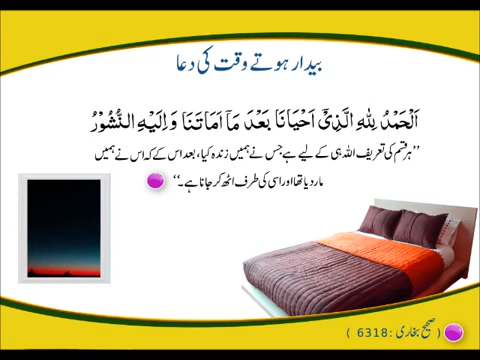 بیدار ہوتے وقت کی دعا
اَلْحَمْدُ لِلّٰهِ الَّذِيْٓ اَحْيَانَا بَعْدَ مَآ اَمَاتَنَا وَ اِلَيْهِ النُّشُوْرُ
’’ہر قسم کی تعریف اللہ ہی کے لیے ہے جس نے ہمیں زندہ کیا، بعد اس کے کہ اس نے ہمیں
مار دیا تھا اور اسی کی طرف اٹھ کر جانا ہے۔‘‘
( صحیح بخاری : 6318 )